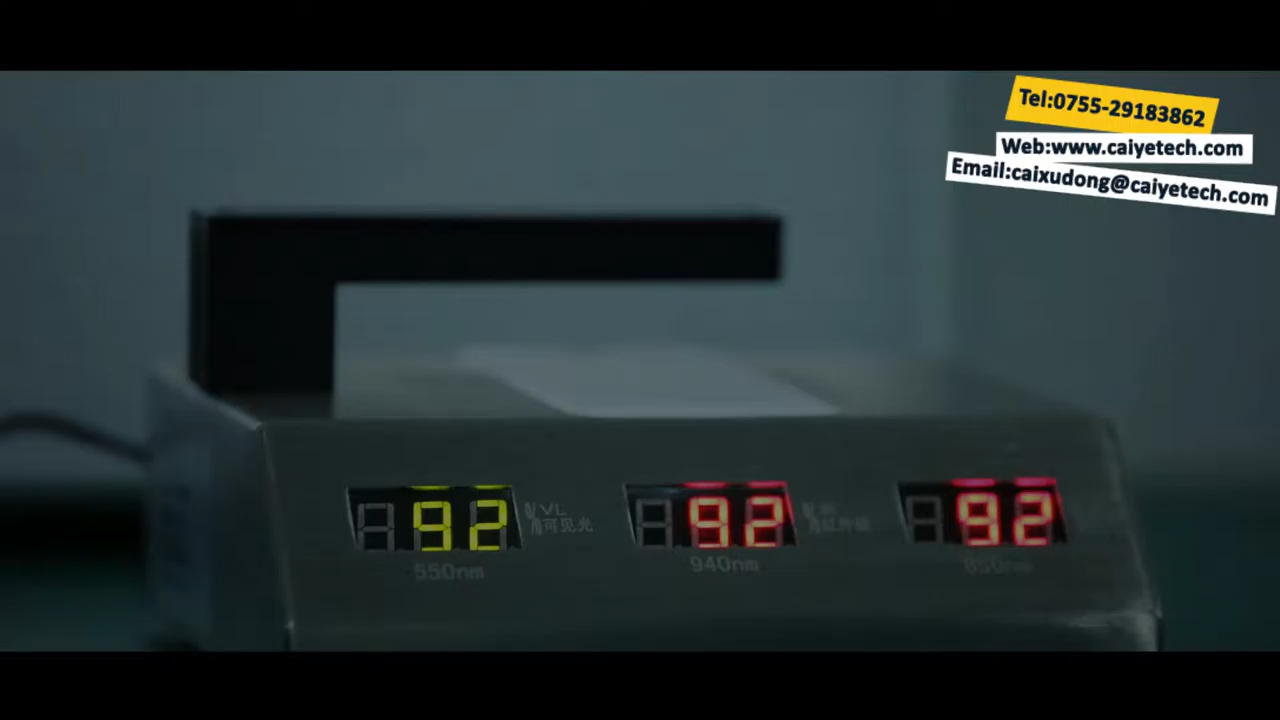 Tel:0755-29183862
Web:www.caiyetech.com
Email:caixudong@caiyetech.com
92
VL
可见光
550nm
92
940nm
92
850nm